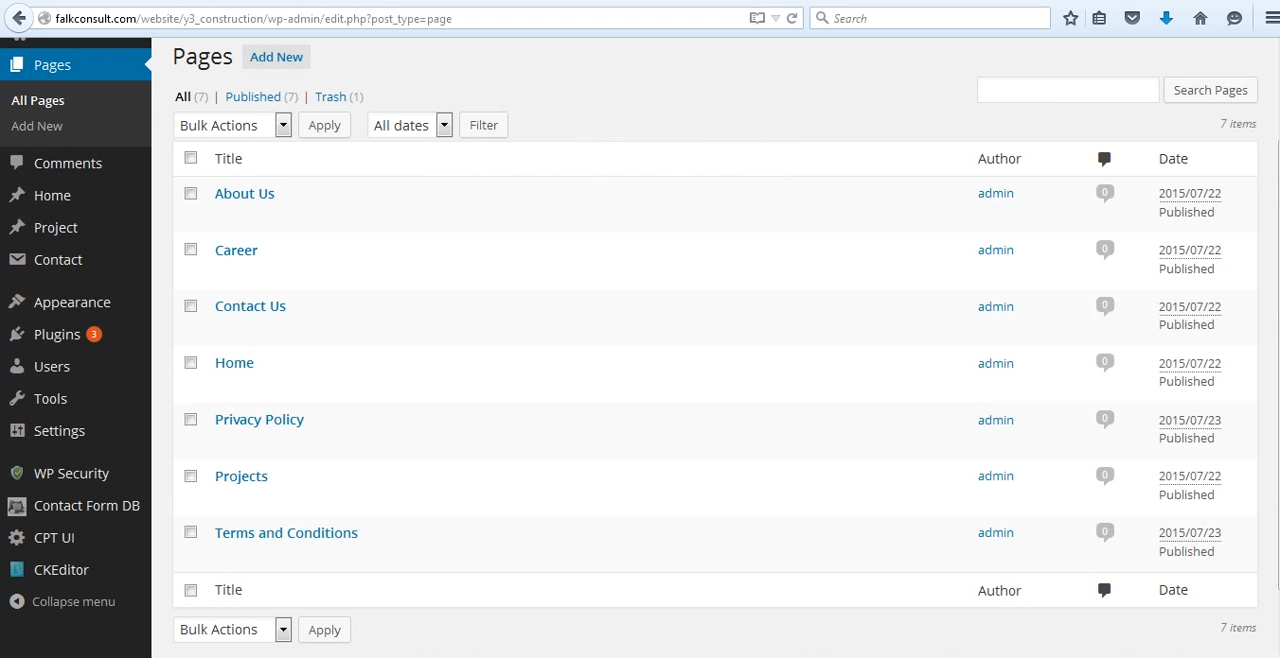 falkconsult.com/website/y3_construction/wp-admin/edit.php?post_type=page
Search
Pages
All Pages
Add New
Comments
Home
Project
Contact
Appearance
Plugins 3
Users
Tools
Settings
WP Security
Contact Form DB
CPT UI
CKEditor
Collapse menu
Pages Add New
All (7) | Published (7) | Trash (1)
Search Pages
Bulk Actions Apply All dates Filter
7 items
Title Author Date
About Us admin 0 2015/07/22
Published
Career admin 0 2015/07/22
Published
Contact Us admin 0 2015/07/22
Published
Home admin 0 2015/07/22
Published
Privacy Policy admin 0 2015/07/23
Published
Projects admin 0 2015/07/22
Published
Terms and Conditions admin 0 2015/07/23
Published
Title Author Date
Bulk Actions Apply
7 items